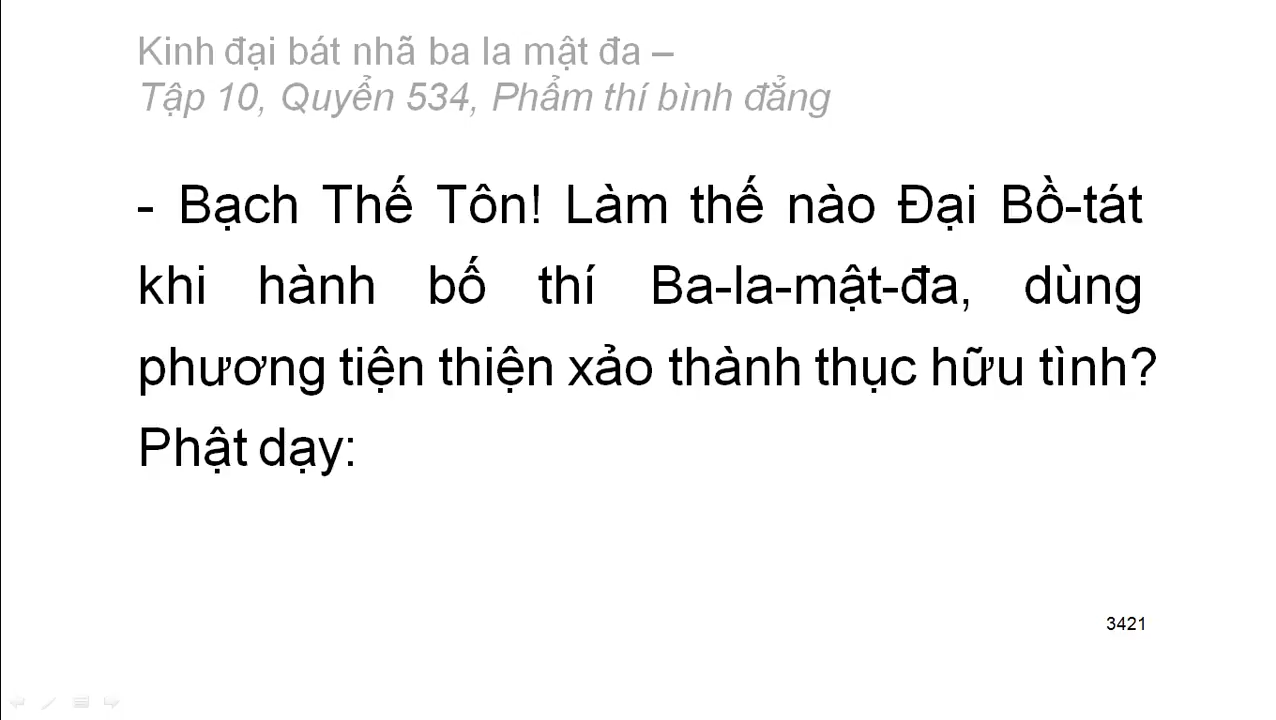 Kinh đại bát nhã ba la mật đa –
Tập 10, Quyển 534, Phẩm thí bình đẳng
- Bạch Thế Tôn! Làm thế nào Đại Bồ-tát
khi hành bố thí Ba-la-mật-đa, dùng
phương tiện thiện xảo thành thục hữu tình?
Phật dạy:
3421